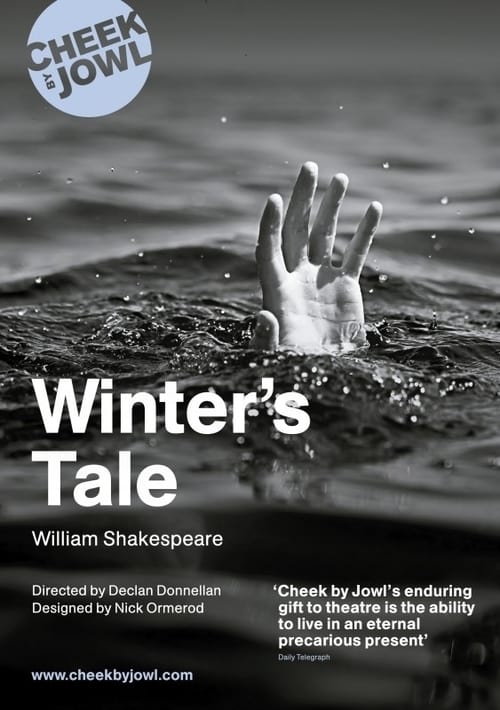 CHEEK
BY JOWL
Winter's
Tale
William Shakespeare
Directed by Declan Donnellan
Designed by Nick Ormerod
‘Cheek by Jowl’s enduring
gift to theatre is the ability
to live in an eternal
precarious present’
Daily Telegraph
www.cheekbyjowl.com